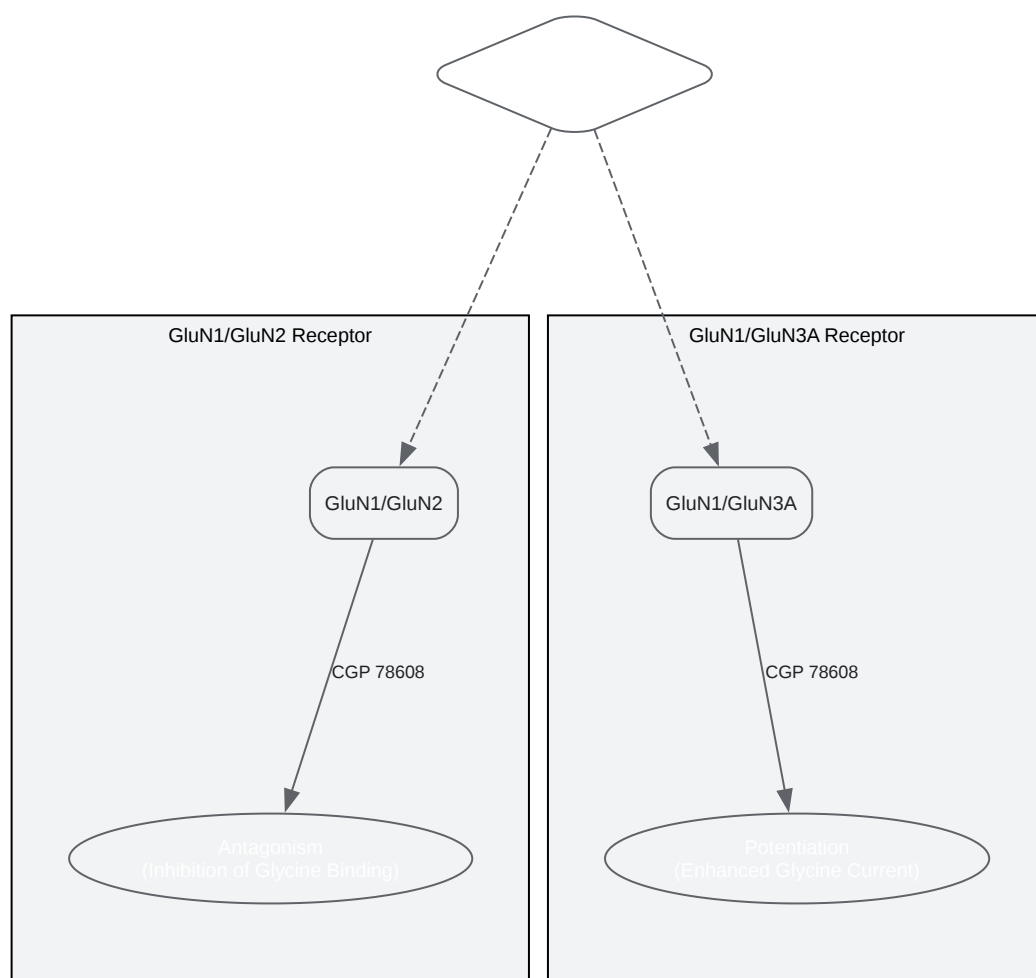 GluN1/GluN2 Receptor
GluN1/GluN3A Receptor
GluN1/GluN2
GluN1/GluN3A
CGP 78608
CGP 78608
Antagonism
(Inhibition of Glycine Binding)
Potentiation
(Enhanced Glycine Current)